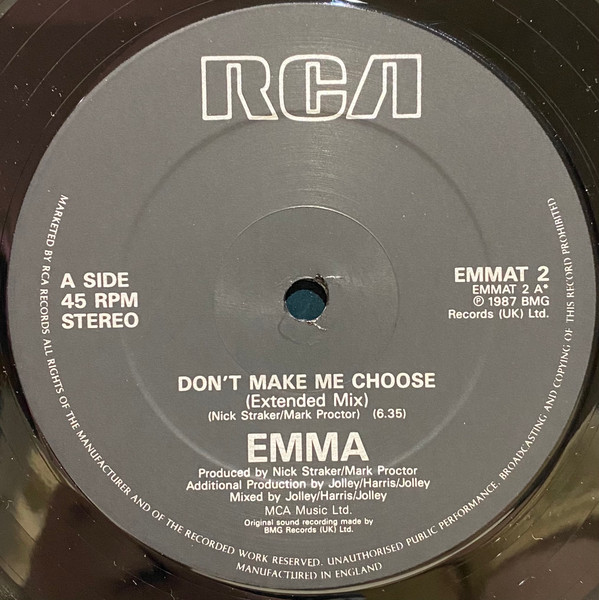 RCA
A SIDE
45 RPM
STEREO
EMMAT 2
EMMAT 2 A*
℗ 1987 BMG
Records (UK) Ltd.
DON'T MAKE ME CHOOSE
(Extended Mix)
(Nick Straker/Mark Proctor) (6.35)
EMMA
Produced by Nick Straker/Mark Proctor
Additional Production by Jolley/Harris/Jolley
Mixed by Jolley/Harris/Jolley
MCA Music Ltd.
Original sound recording made by
BMG Records (UK) Ltd.
MARKETED BY RCA RECORDS ALL RIGHTS OF THE MANUFACTURER AND OF THE RECORDED WORK RESERVED. UNAUTHORISED PUBLIC PERFORMANCE, BROADCASTING AND COPYING OF THIS RECORD PROHIBITED
MANUFACTURED IN ENGLAND